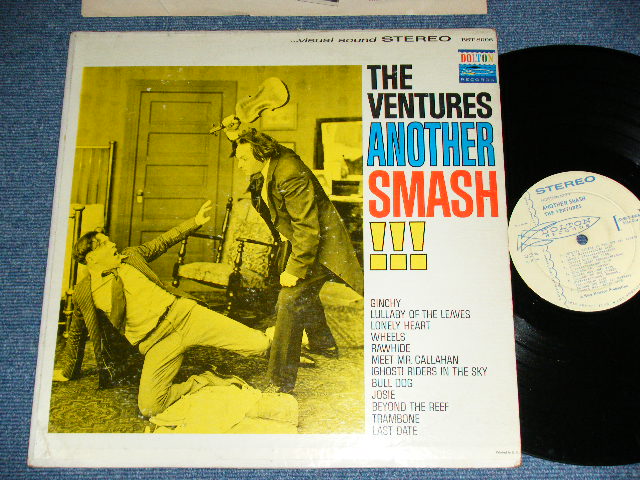 ...visual sound STEREO
BST 8006
DOLTON
RECORDS
THE
VENTURES
ANOTHER
SMASH
!!!
GINCHY
LULLABY OF THE LEAVES
LONELY HEART
WHEELS
RAWHIDE
MEET MR. CALLAHAN
(GHOST) RIDERS IN THE SKY
BULL DOG
JOSIE
BEYOND THE REEF
TRAMBONE
LAST DATE
STEREO
ANOTHER SMASH
THE VENTURES
DOLTON
RECORDS